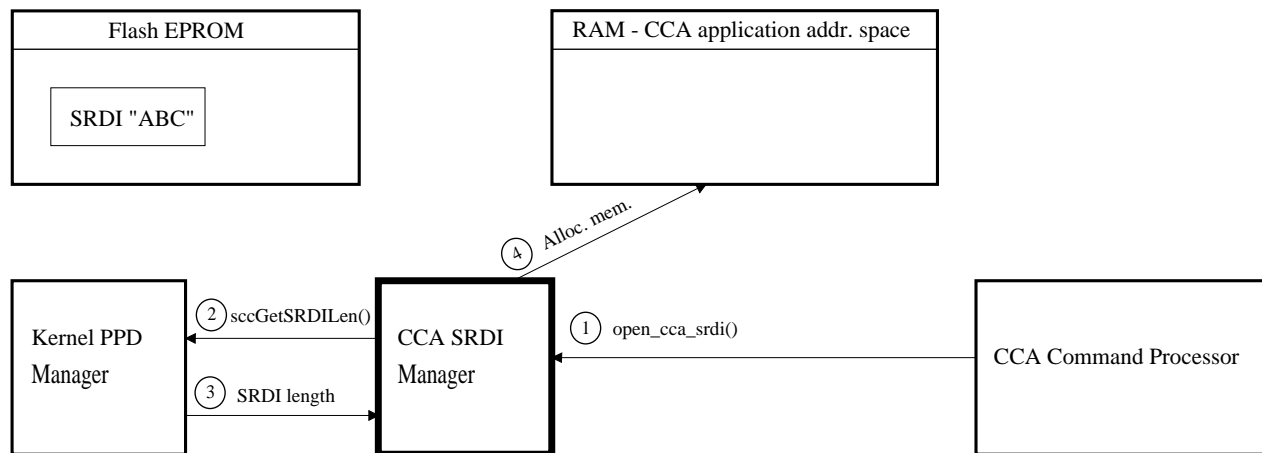 Flash EPROM
RAM - CCA application addr. space
SRDI "ABC"
4 Alloc. mem.
2 sccGetSRDILen()
1 open_cca_srdi()
Kernel PPD
Manager
CCA SRDI
Manager
CCA Command Processor
3 SRDI length